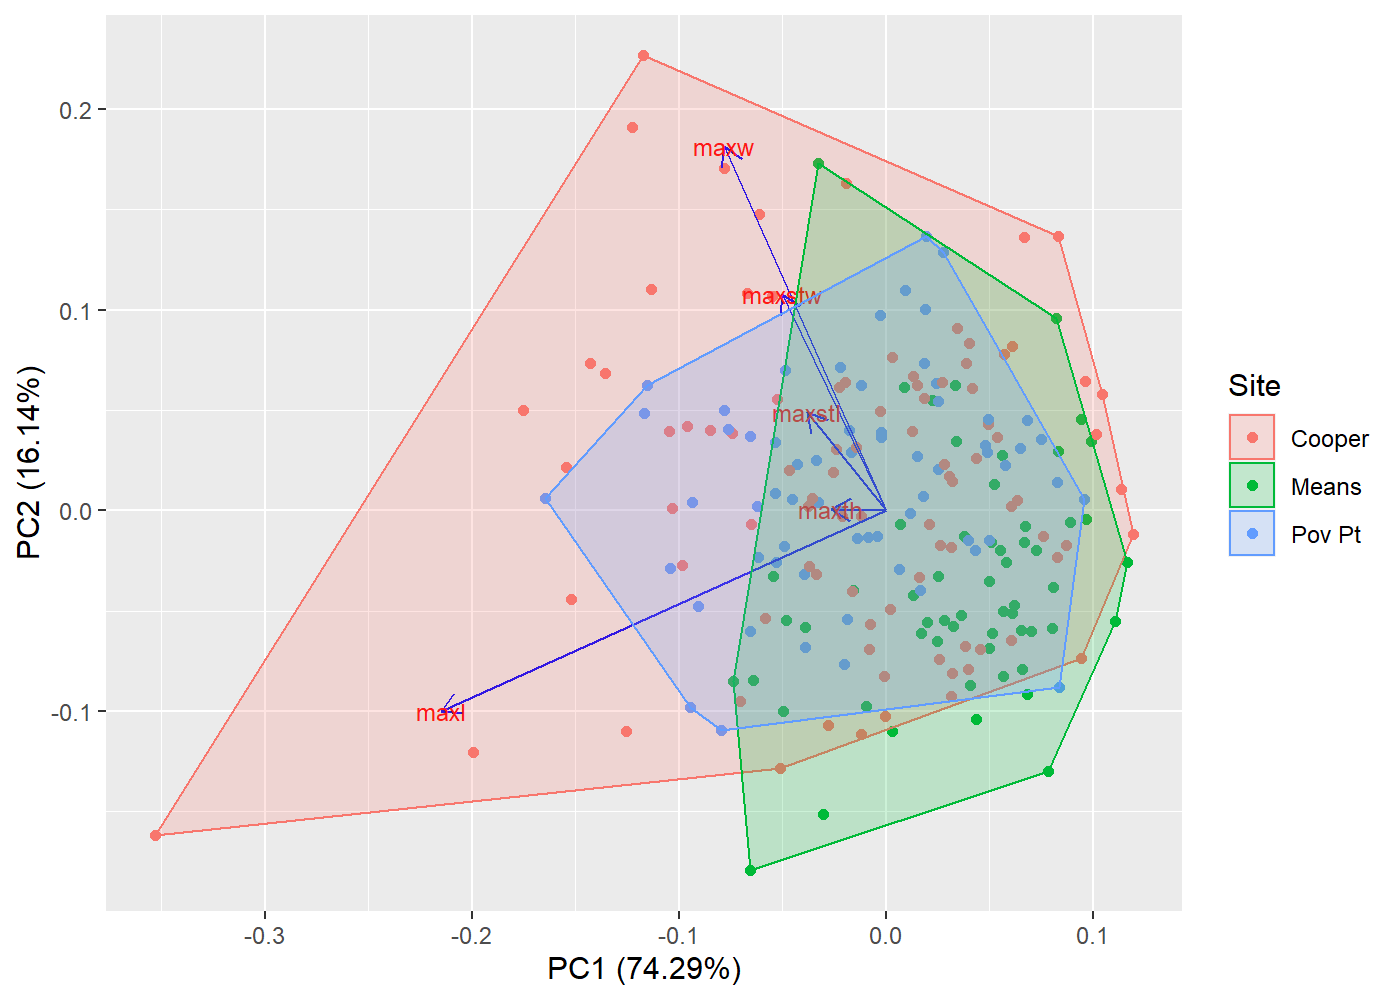 0.2
0.1
0.0
-0.1
PC2 (16.14%)
maxw
maxstw
maxstl
maxth
maxl
-0.3
-0.2
-0.1
0.0
0.1
PC1 (74.29%)
Site
Cooper
Means
Pov Pt